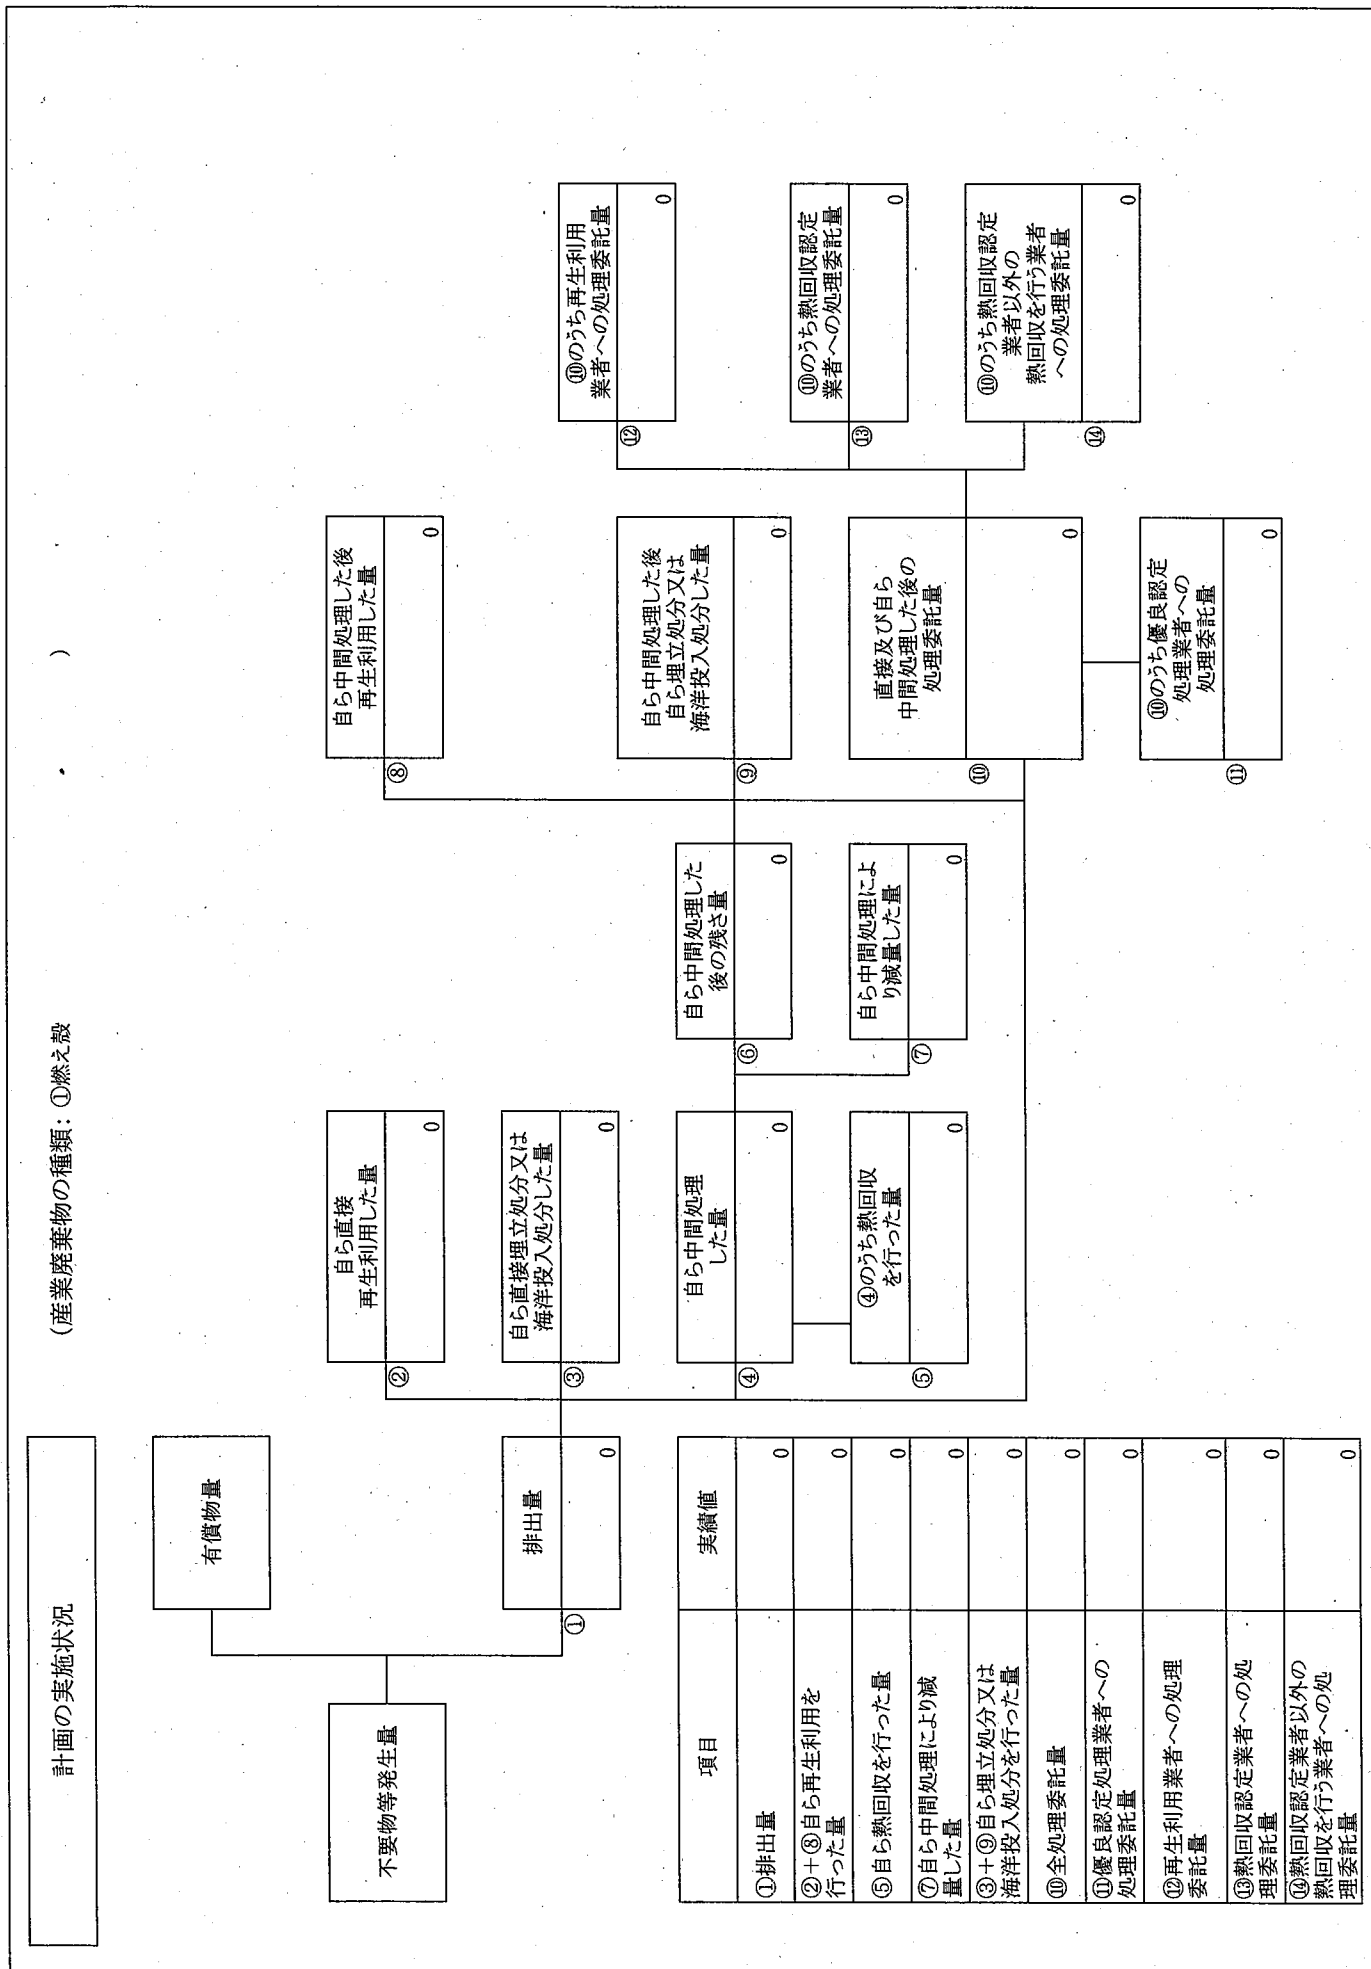 計画の実施状況
(産業廃棄物の種類: ①燃え殻
)
不要物等発生量
有償物量
①
排出量
0
②
自ら直接
再生利用した量
0
③
自ら直接埋立処分又は
海洋投入処分した量
0
④
自ら中間処理
した量
0
⑤
④のうち熱回収
を行った量
0
⑥
自ら中間処理した
後の残さ量
0
⑦
自ら中間処理によ
り減量した量
0
⑧
自ら中間処理した後
再生利用した量
0
⑨
自ら中間処理した後
自ら埋立処分又は
海洋投入処分した量
0
⑩
直接及び自ら
中間処理した後の
処理委託量
0
⑪
⑩のうち優良認定
処理業者への
処理委託量
0
⑫
⑩のうち再生利用
業者への処理委託量
0
⑬
⑩のうち熱回収認定
業者への処理委託量
0
⑭
⑩のうち熱回収認定
業者以外の
熱回収を行う業者
への処理委託量
0
項目 実績値
①排出量 0
②+⑧自ら再生利用を
行った量 0
⑤自ら熱回収を行った量 0
⑦自ら中間処理により減
量した量 0
③+⑨自ら埋立処分又は
海洋投入処分を行った量 0
⑩全処理委託量 0
⑪優良認定処理業者への
処理委託量 0
⑫再生利用業者への処理
委託量 0
⑬熱回収認定業者への処
理委託量 0
⑭熱回収認定業者以外の
熱回収を行う業者への処
理委託量 0